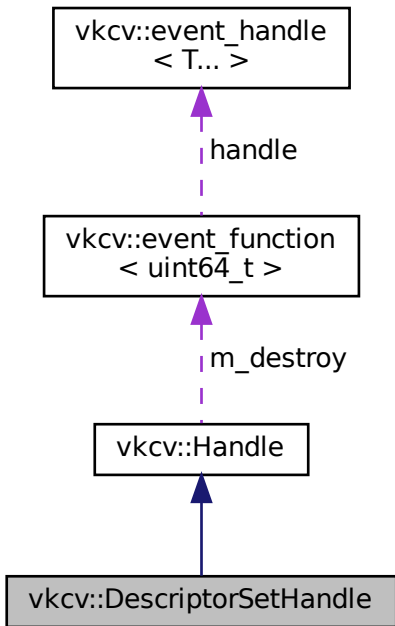 vkcv::event_handle
< T... >
handle
vkcv::event_function
< uint64_t >
m_destroy
vkcv::Handle
vkcv::DescriptorSetHandle